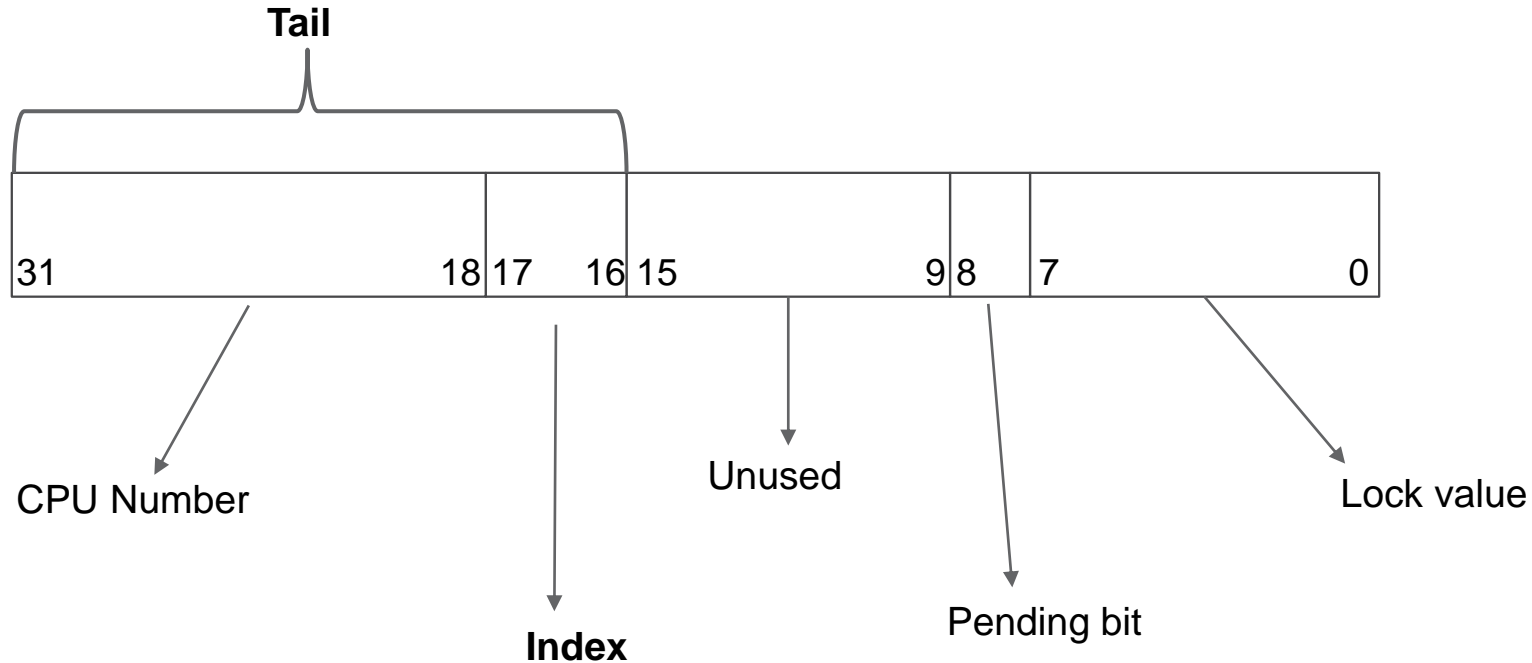 Tail
31 18 17 16 15 9 8 7 0
CPU Number
Unused
Lock value
Index
Pending bit